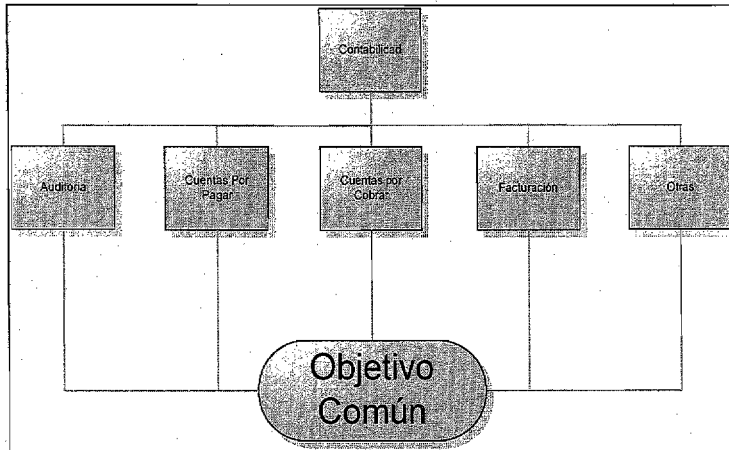 Contabilidad
Auditoria
Cuentas Por
Pagar
Cuentas por
Cobrar
Facturación
Otras
Objetivo
Común